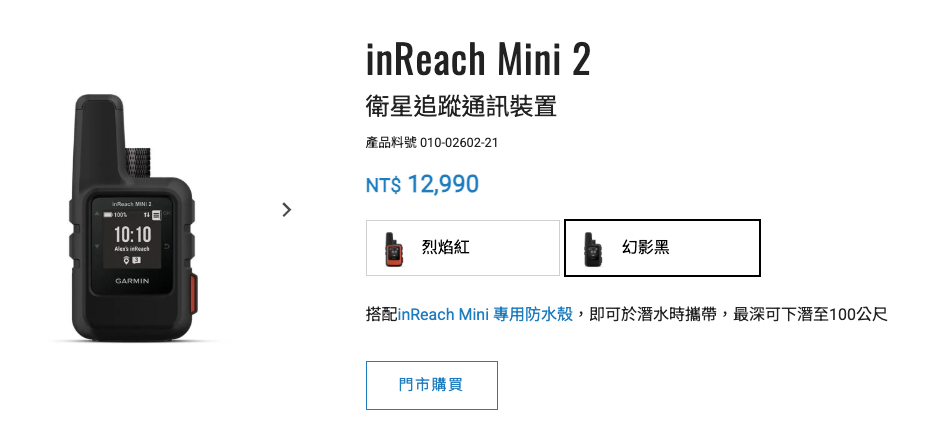 inReach Mini 2
衛星追蹤通訊裝置
產品料號 010-02602-21
NT$ 12,990
烈焰紅
幻影黑
搭配inReach Mini 專用防水殼，即可於潛水時攜帶，最深可下潛至100公尺
門市購買
inReach MINI 2
100%
10:10
Alex's inReach
3
GARMIN